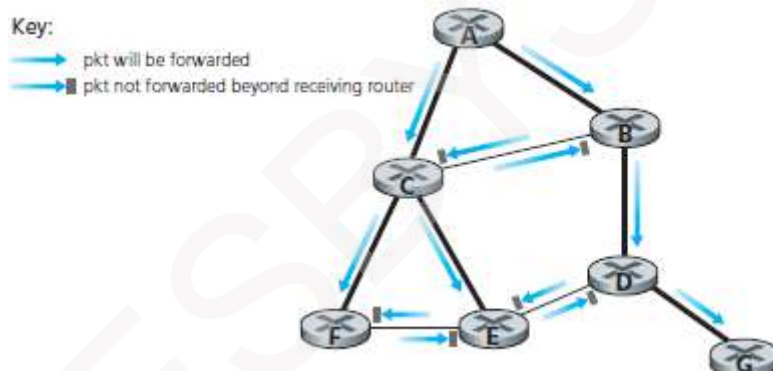 Key:
pkt will be forwarded
pkt not forwarded beyond receiving router
A
B
C
D
F
E
G